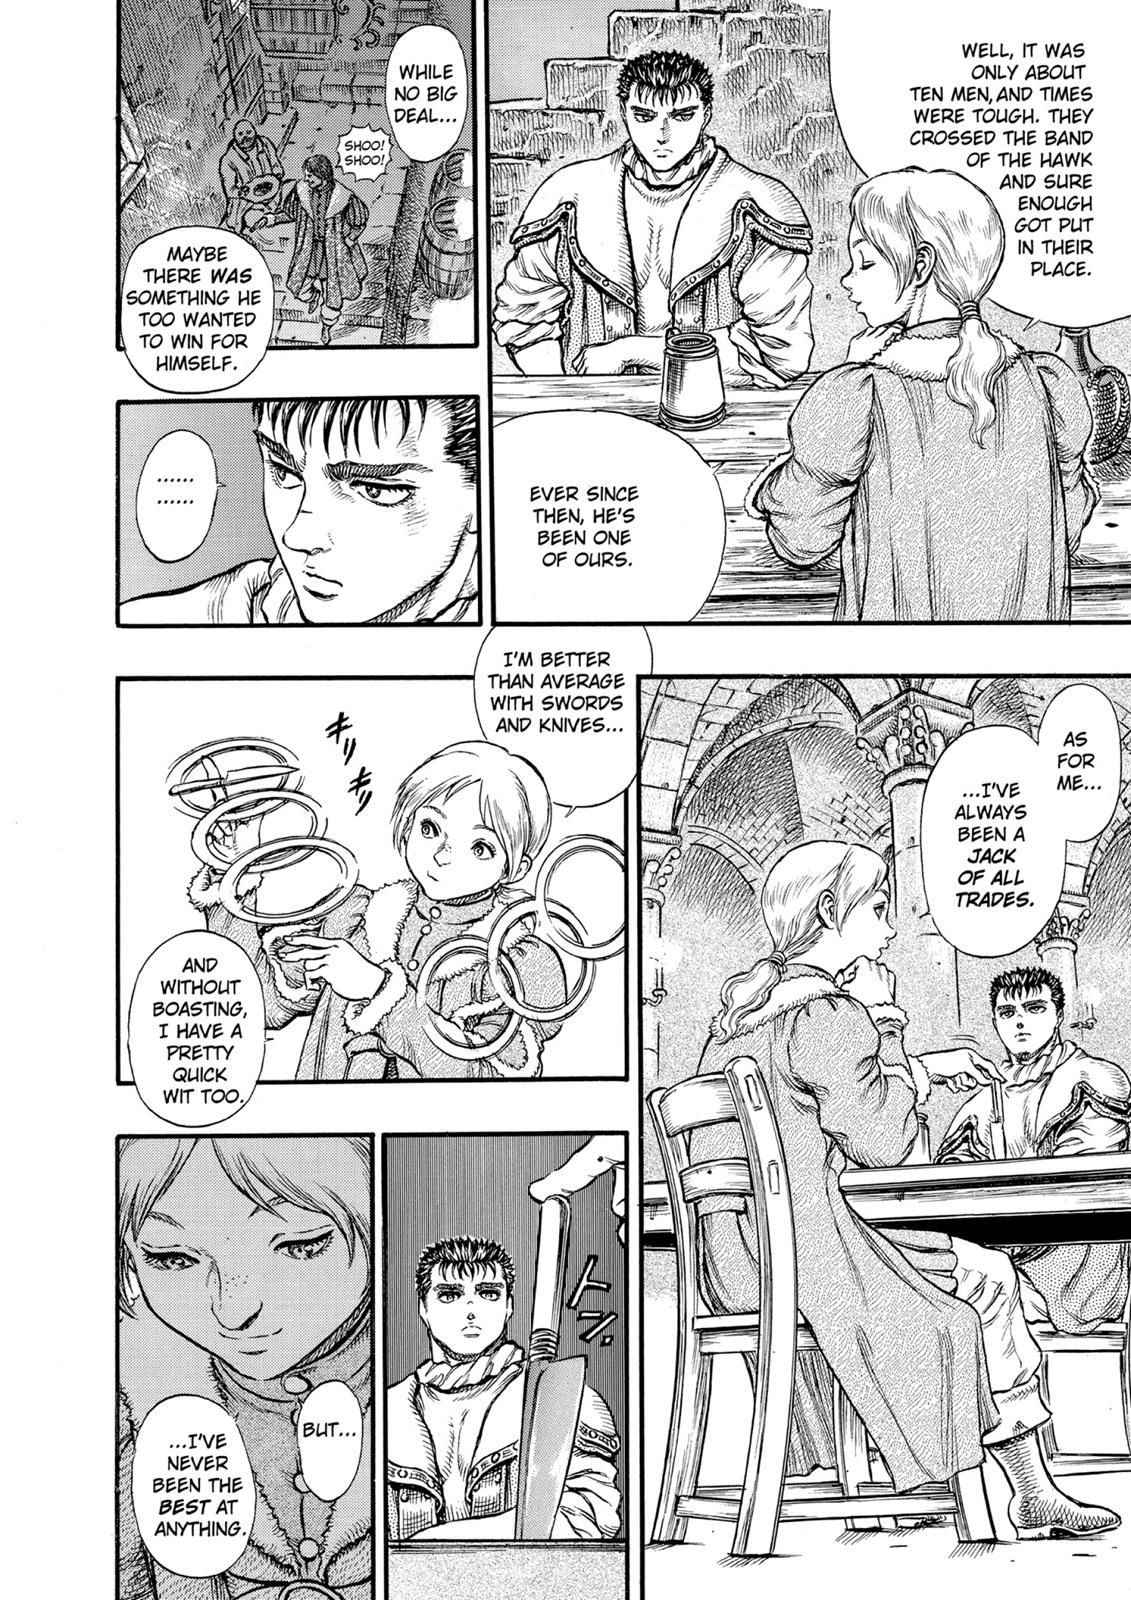 WELL, IT WAS
ONLY ABOUT
TEN MEN, AND TIMES
WERE TOUGH. THEY
CROSSED THE BAND
OF THE HAWK
AND SURE
ENOUGH
GOT PUT
IN THEIR
PLACE.
EVER SINCE
THEN, HE'S
BEEN ONE
OF OURS.
WHILE
NO BIG
DEAL...
SHOO!
SHOO!
MAYBE
THERE WAS
SOMETHING HE
TOO WANTED
TO WIN FOR
HIMSELF.
......
......
AS
FOR
ME...
...I'VE
ALWAYS
BEEN A
JACK
OF ALL
TRADES.
I'M BETTER
THAN AVERAGE
WITH SWORDS
AND KNIVES...
キリ
キリ
AND
WITHOUT
BOASTING,
I HAVE A
PRETTY
QUICK
WIT TOO.
トン
BUT...
...I'VE
NEVER
BEEN THE
BEST AT
ANYTHING.